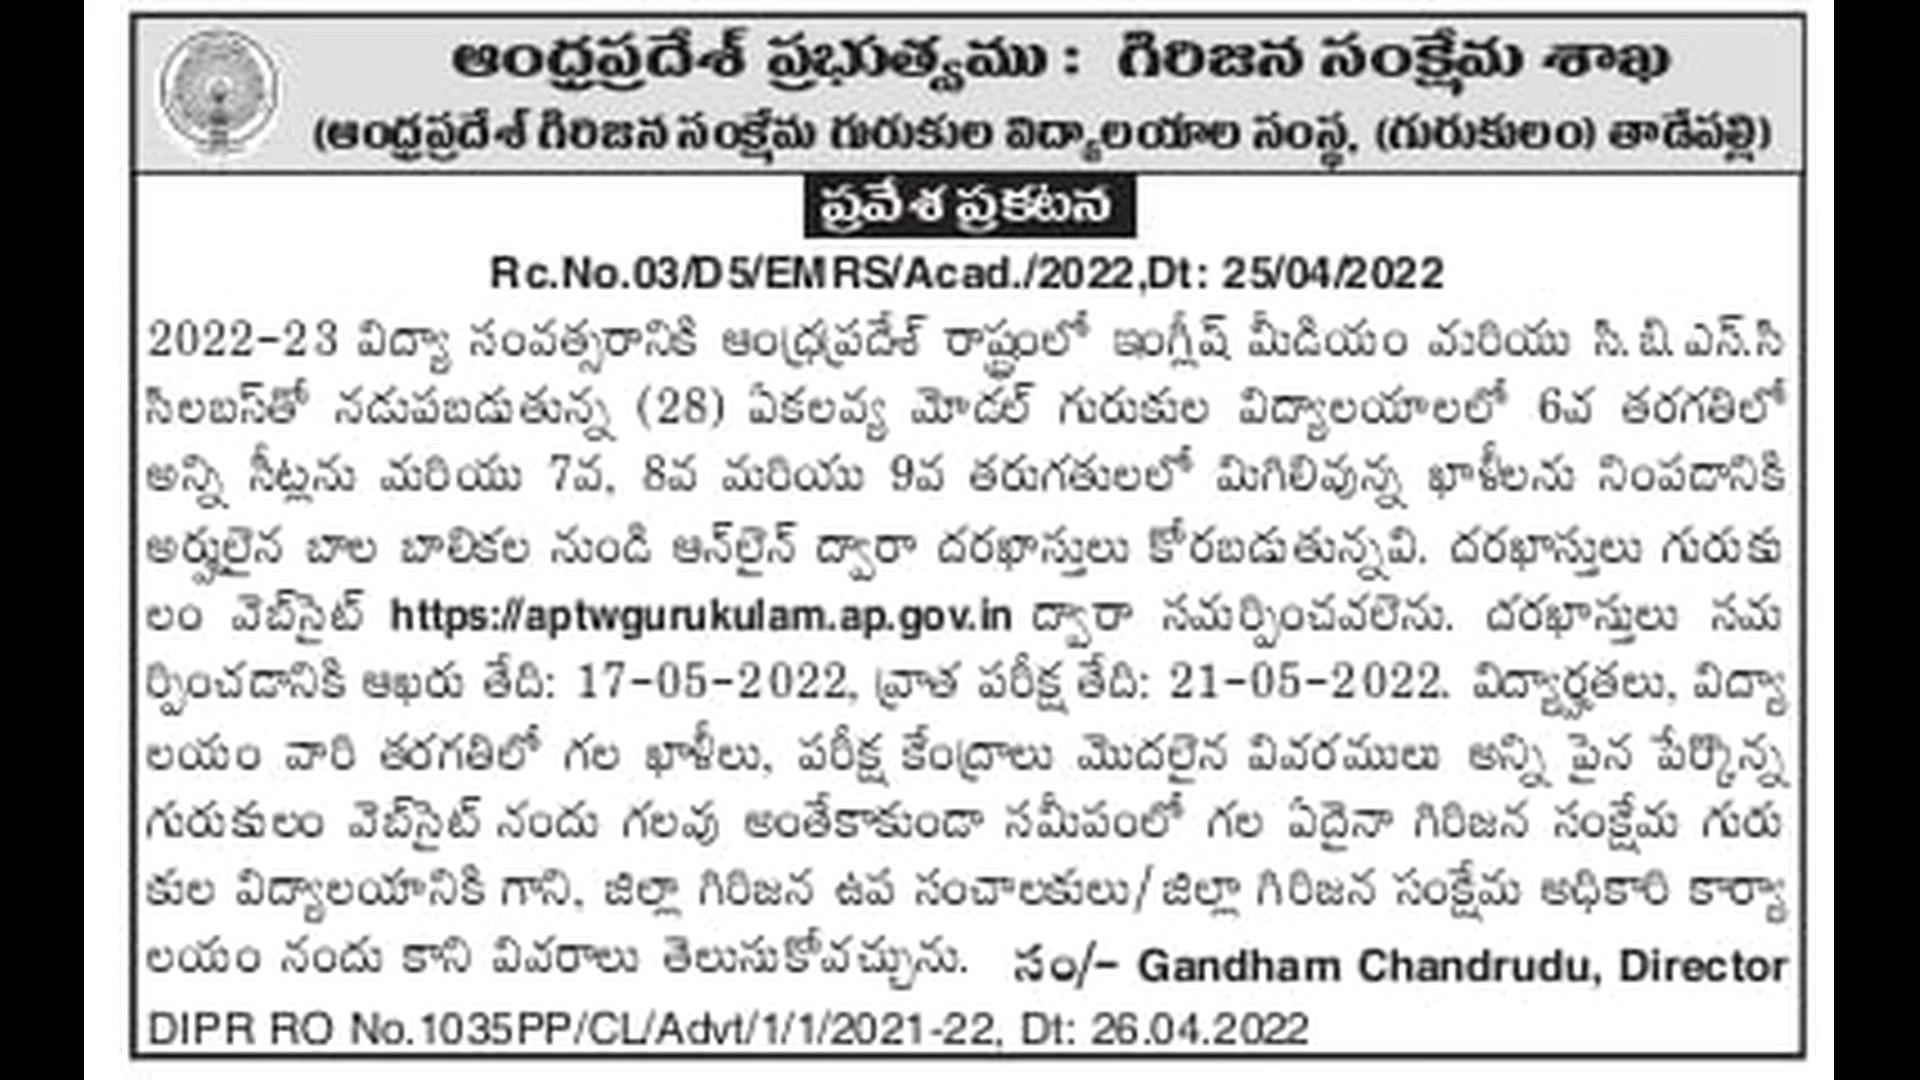 ఆంధ్రప్రదేశ్ ప్రభుత్వము : గిరిజన సంక్షేమ శాఖ
(ఆంధ్రప్రదేశ్ గిరిజన సంక్షేమ గురుకుల విద్యాలయాల సంస్థ, (గురుకులం) తాడేపల్లి)
ప్రవేశ ప్రకటన
Rc.No.03/D5/EMRS/Acad./2022,Dt: 25/04/2022
2022-23 విద్యా సంవత్సరానికి ఆంధ్రప్రదేశ్ రాష్ట్రంలో ఇంగ్లీష్ మీడియం మరియు సి.బి.ఎస్.సి
సిలబస్‌తో నడుపబడుతున్న (28) ఏకలవ్య మోడల్ గురుకుల విద్యాలయాలలో 6వ తరగతిలో
అన్ని సీట్లను మరియు 7వ, 8వ మరియు 9వ తరుగతులలో మిగిలివున్న ఖాళీలను నింపడానికి
అర్హులైన బాల బాలికల నుండి ఆన్‌లైన్ ద్వారా దరఖాస్తులు కోరబడుతున్నవి. దరఖాస్తులు గురుకు
లం వెబ్‌సైట్ https://aptwgurukulam.ap.gov.in ద్వారా సమర్పించవలెను. దరఖాస్తులు సమ
ర్పించడానికి ఆఖరు తేది: 17-05-2022, వ్రాత పరీక్ష తేది: 21-05-2022. విద్యార్హతలు, విద్యా
లయం వారి తరగతిలో గల ఖాళీలు, పరీక్ష కేంద్రాలు మొదలైన వివరములు అన్ని పైన పేర్కొన్న
గురుకులం వెబ్‌సైట్ నందు గలవు అంతేకాకుండా సమీపంలో గల ఏదైనా గిరిజన సంక్షేమ గురు
కుల విద్యాలయానికి గాని, జిల్లా గిరిజన ఉప సంచాలకులు/జిల్లా గిరిజన సంక్షేమ అధికారి కార్యా
లయం నందు కాని వివరాలు తెలుసుకోవచ్చును. సం/- Gandham Chandrudu, Director
DIPR RO No.1035PP/CL/Advt/1/1/2021-22, Dt: 26.04.2022